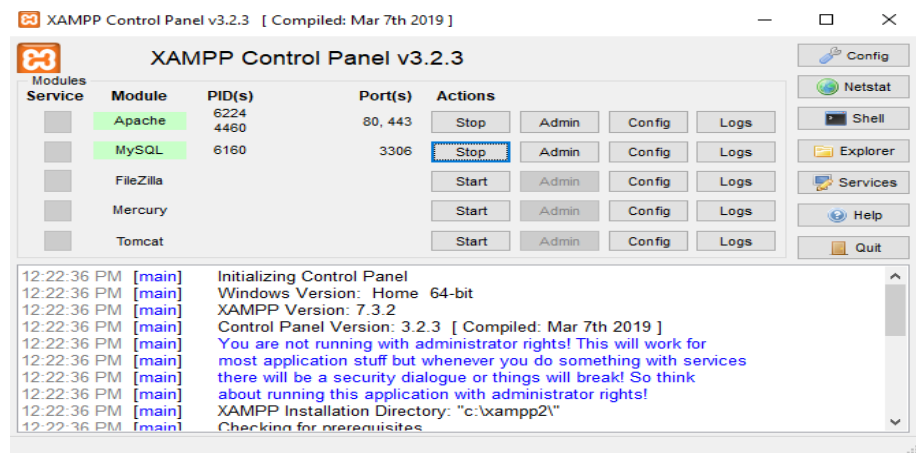 XAMPP Control Panel v3.2.3 [ Compiled: Mar 7th 2019 ]
XAMPP Control Panel v3.2.3
Config
Modules
Service Module PID(s) Port(s) Actions
Netstat
Apache 6224 4460 80, 443 Stop Admin Config Logs
Shell
MySQL 6160 3306 Stop Admin Config Logs
Explorer
FileZilla Start Admin Config Logs
Services
Mercury Start Admin Config Logs
Help
Tomcat Start Admin Config Logs
Quit
12:22:36 PM [main] Initializing Control Panel
12:22:36 PM [main] Windows Version: Home 64-bit
12:22:36 PM [main] XAMPP Version: 7.3.2
12:22:36 PM [main] Control Panel Version: 3.2.3 [ Compiled: Mar 7th 2019 ]
12:22:36 PM [main] You are not running with administrator rights! This will work for
12:22:36 PM [main] most application stuff but whenever you do something with services
12:22:36 PM [main] there will be a security dialogue or things will break! So think
12:22:36 PM [main] about running this application with administrator rights!
12:22:36 PM [main] XAMPP Installation Directory: "c:\xampp2\"
12:22:36 PM [main] Checking for prerequisites